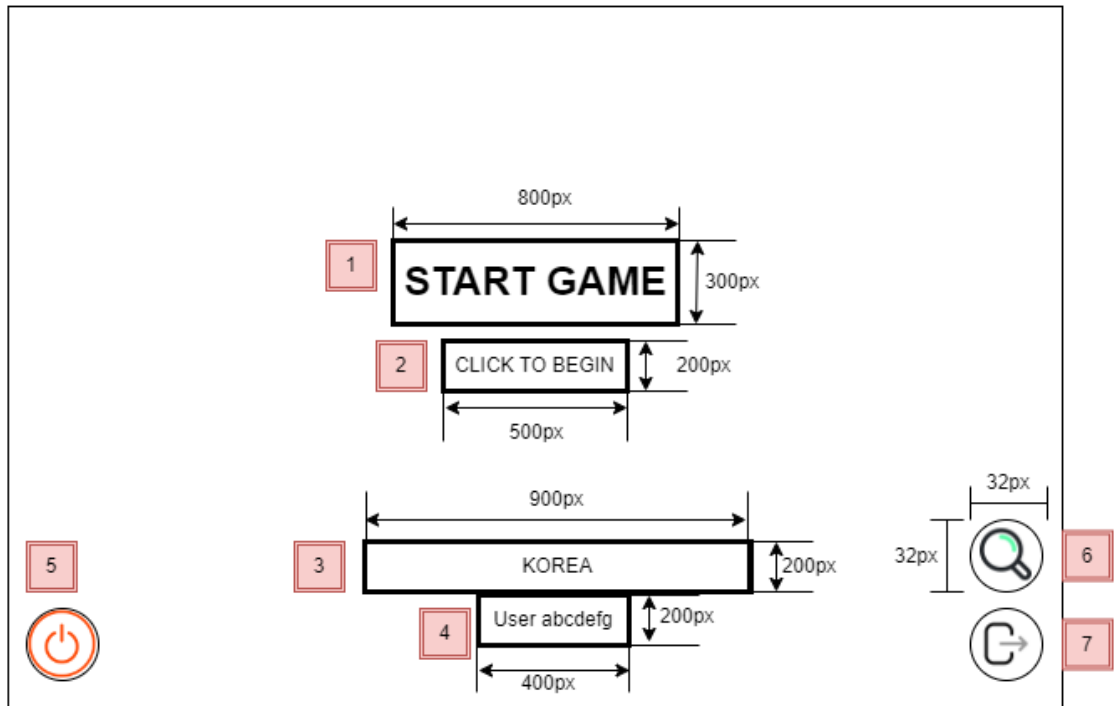 800px
1
START GAME
300px
2
CLICK TO BEGIN
200px
500px
32px
900px
5
3
KOREA
200px
32px
6
4
User abcdefg
200px
7
400px